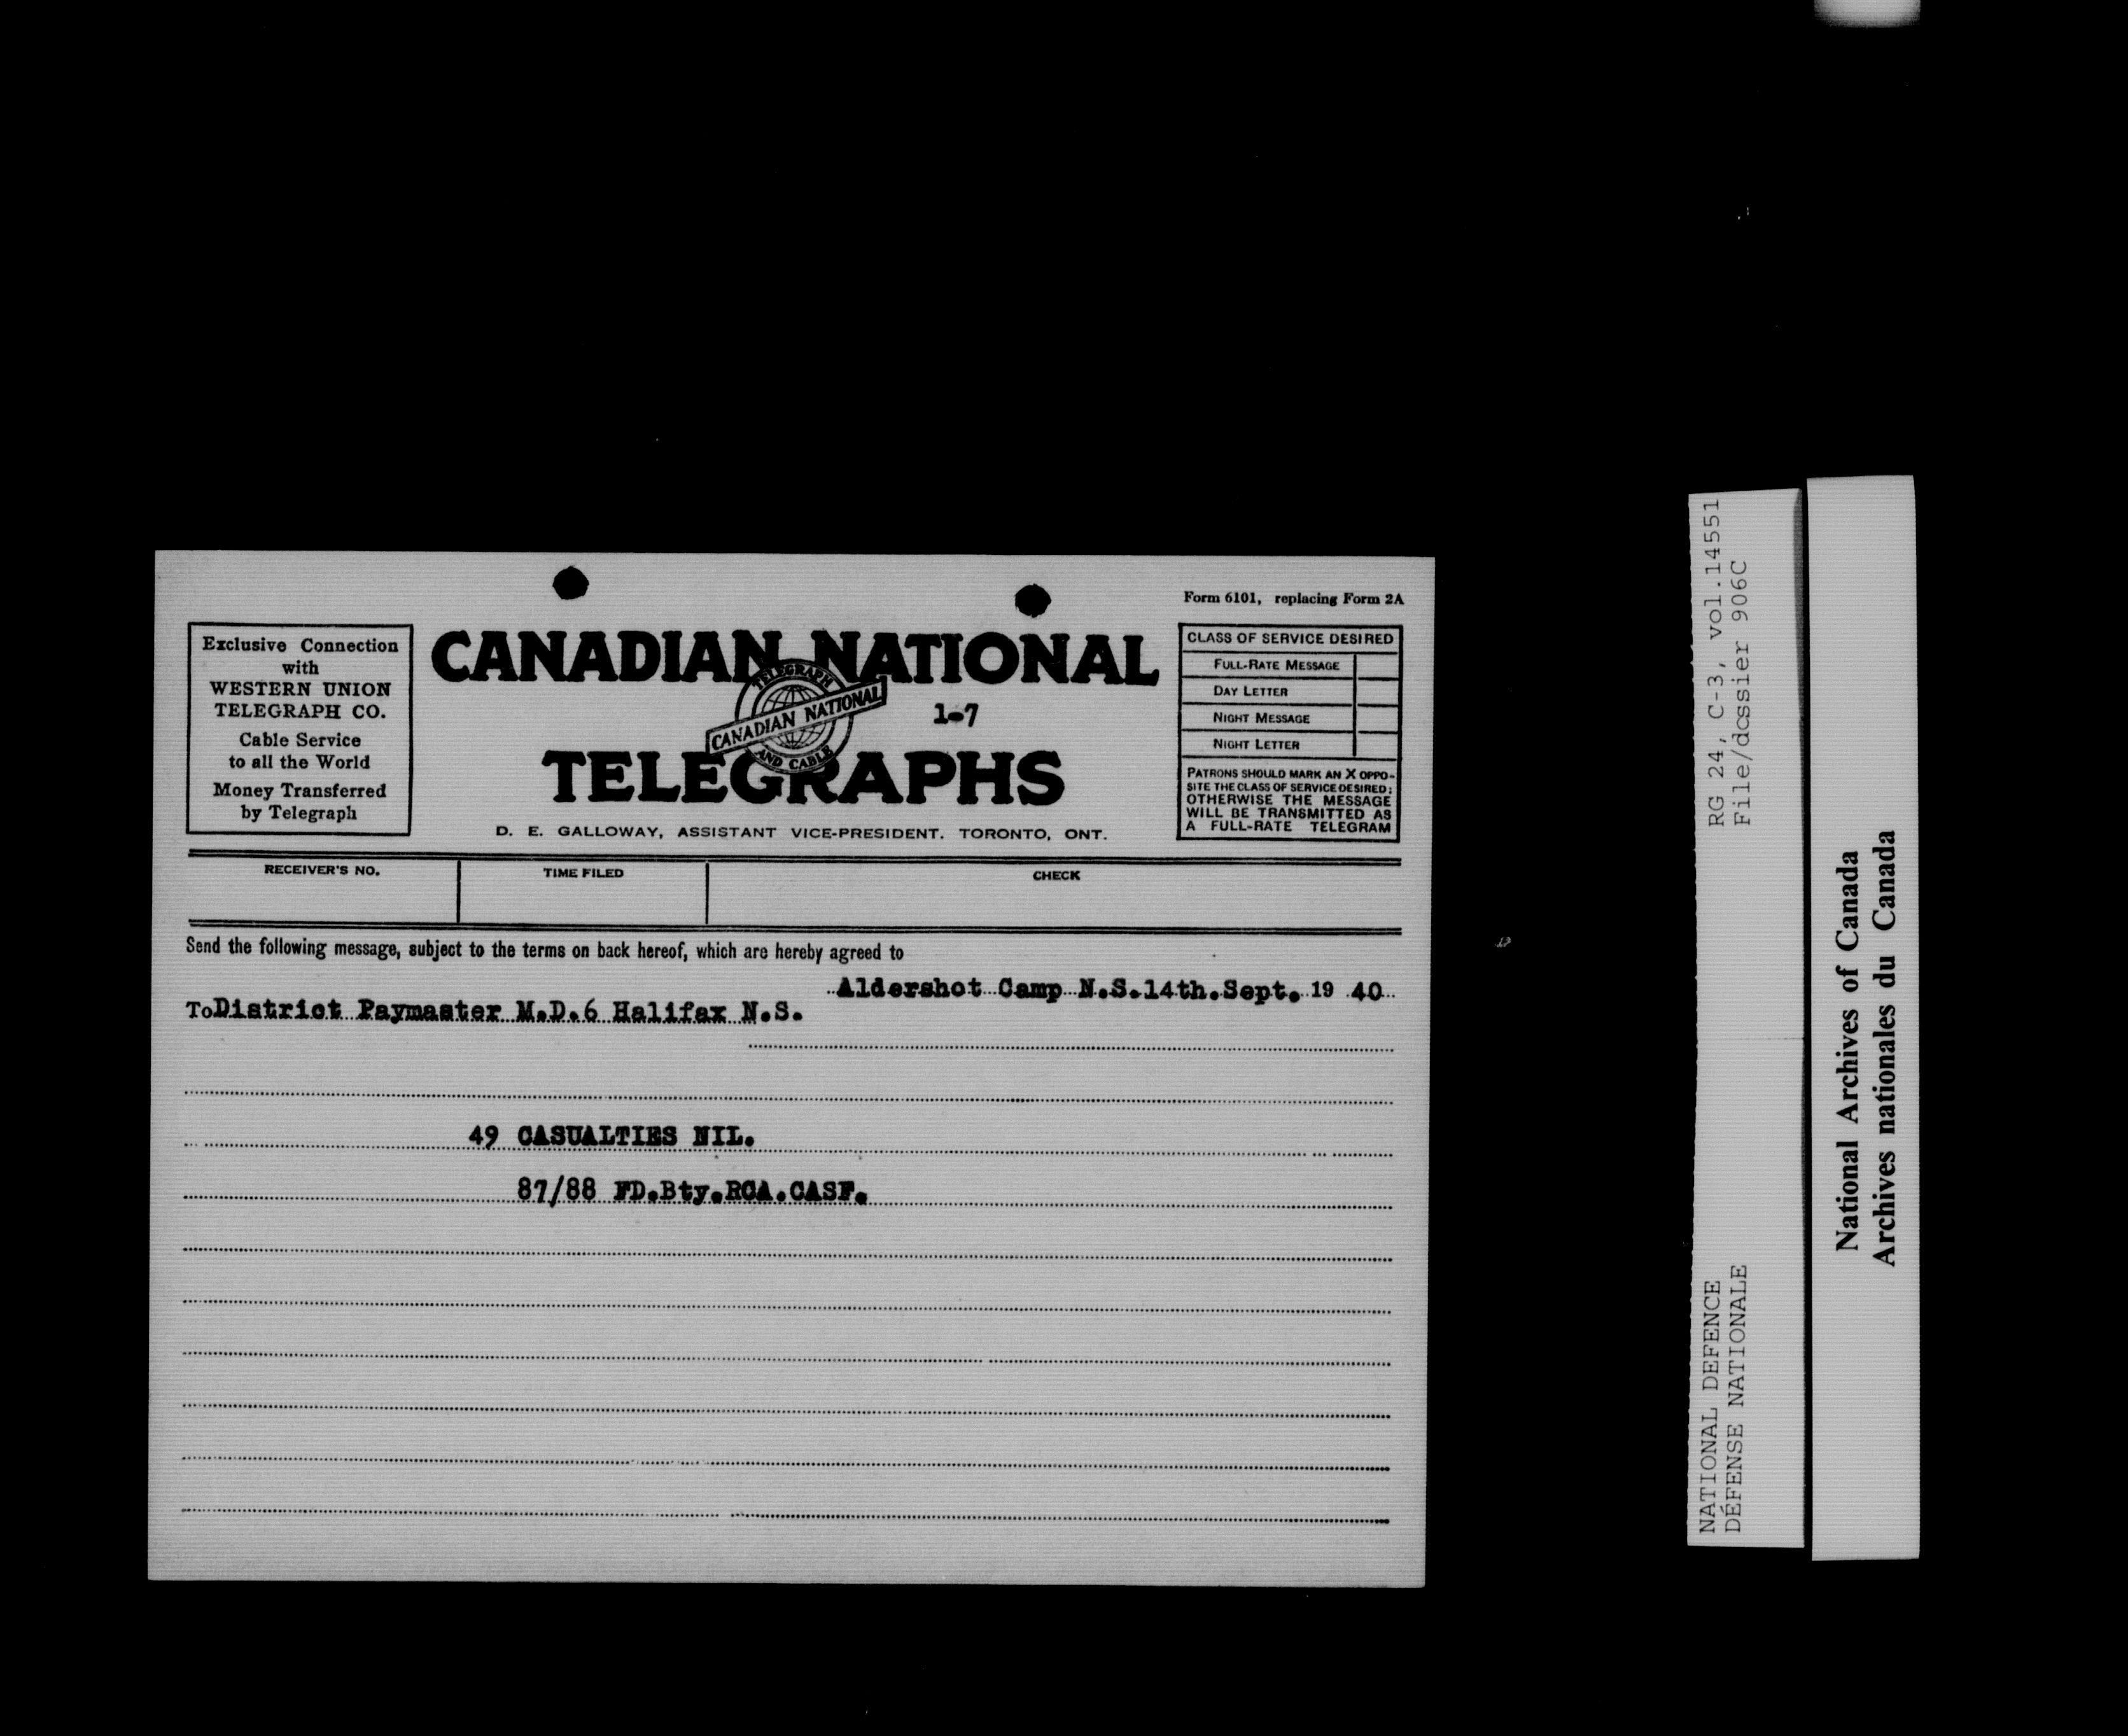 Form 6101, replacing Form 2A
Exclusive Connection
with
WESTERN UNION
TELEGRAPH CO.
Cable Service
to all the World
Money Transferred
by Telegraph
CANADIAN NATIONAL
TELEGRAPH
CANADIAN NATIONAL
AND CABLE
1-7
TELEGRAPHS
D. E. GALLOWAY, ASSISTANT VICE-PRESIDENT. TORONTO, ONT.
CLASS OF SERVICE DESIRED
FULL-RATE MESSAGE
DAY LETTER
NIGHT MESSAGE
NIGHT LETTER
PATRONS SHOULD MARK AN X OPPO-
SITE THE CLASS OF SERVICE DESIRED;
OTHERWISE THE MESSAGE
WILL BE TRANSMITTED AS
A FULL-RATE TELEGRAM
RECEIVER'S NO. TIME FILED CHECK
Send the following message, subject to the terms on back hereof, which are hereby agreed to
Aldershot Camp N.S.14th.Sept. 19 40
To District Paymaster M.D.6 Halifax N.S.
49 CASUALTIES NIL.
87/88 FD.Bty.RCA.CASF.
RG 24, C-3, vol.14551
File/dossier 906C
NATIONAL DEFENCE
DÉFENSE NATIONALE
National Archives of Canada
Archives nationales du Canada